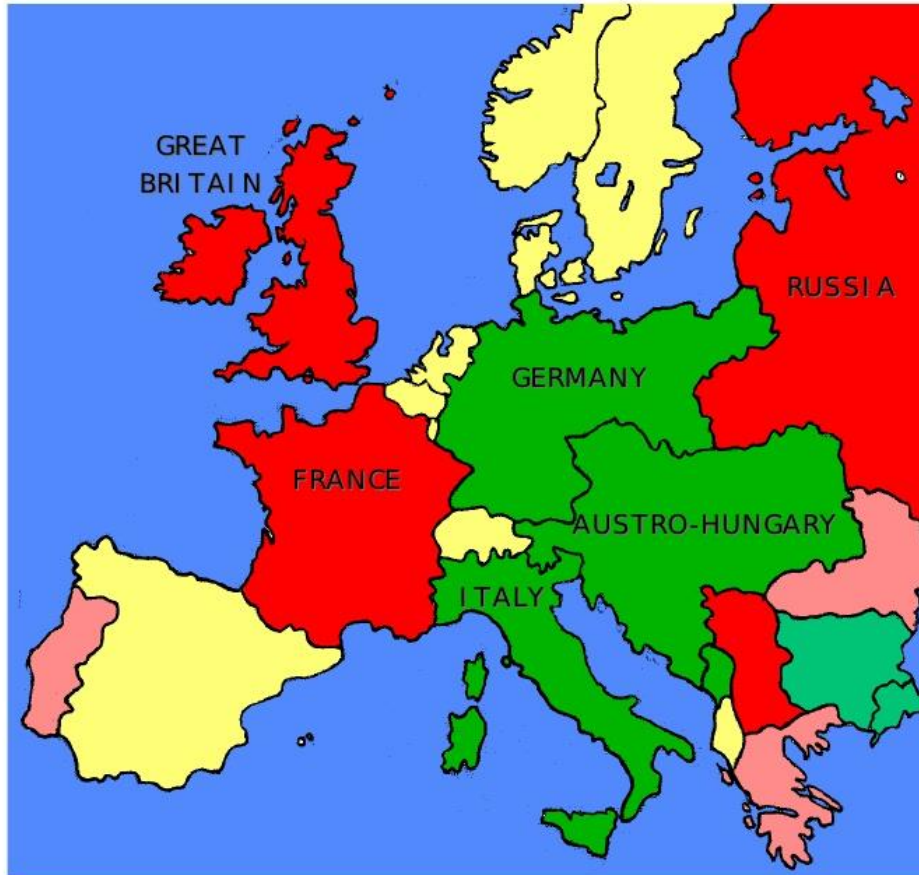 GREAT
BRITAIN
RUSSIA
GERMANY
FRANCE
AUSTRO-HUNGARY
ITALY